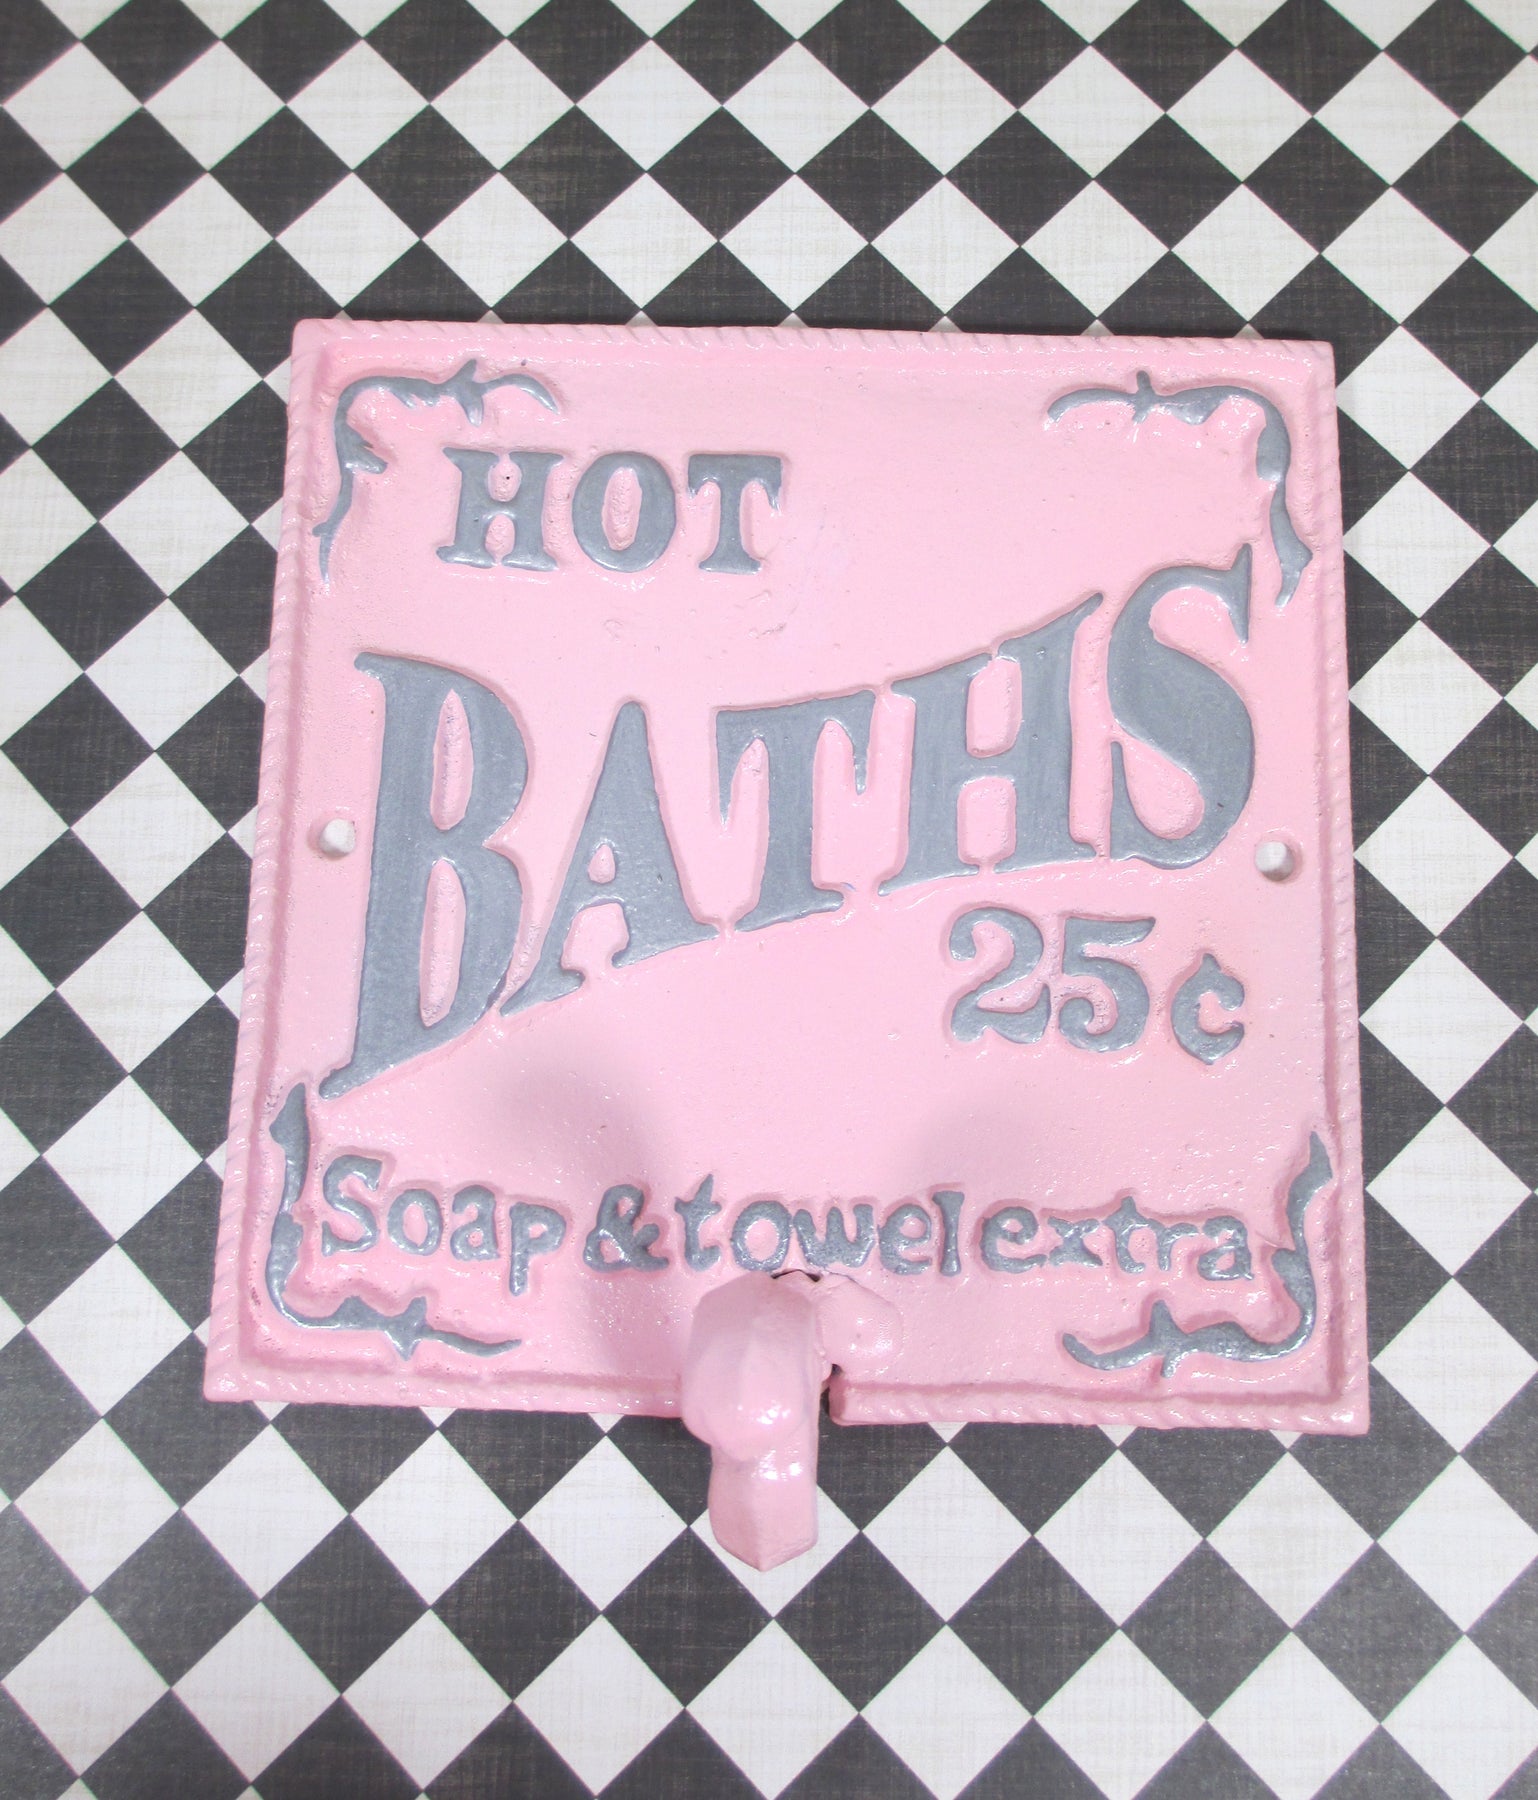 HOT
BATHS
25¢
Soap & towel extra